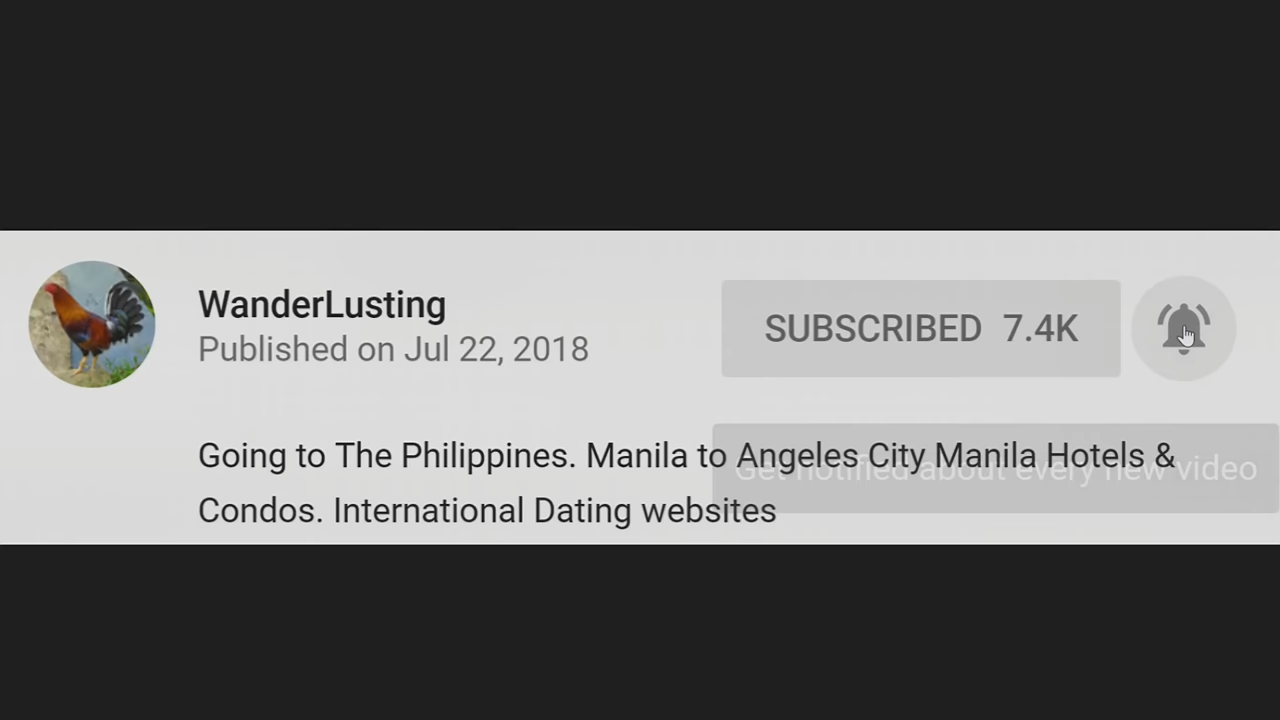 WanderLusting
Published on Jul 22, 2018
SUBSCRIBED 7.4K
Going to The Philippines. Manila to Angeles City Manila Hotels &
Condos. International Dating websites
Get notified about every new video